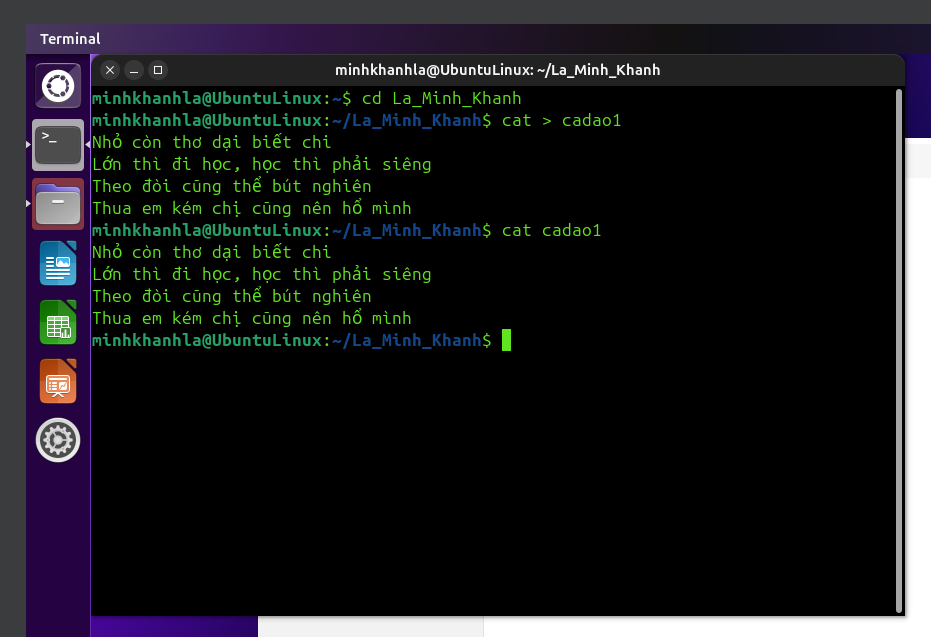 Terminal
minhkhanhla@UbuntuLinux: ~/La_Minh_Khanh
minhkhanhla@UbuntuLinux:~$ cd La_Minh_Khanh
minhkhanhla@UbuntuLinux:~/La_Minh_Khanh$ cat > cadao1
Nhỏ còn thơ dại biết chi
Lớn thì đi học, học thì phải siêng
Theo đòi cũng thể bút nghiên
Thua em kém chị cũng nên hổ mình
minhkhanhla@UbuntuLinux:~/La_Minh_Khanh$ cat cadao1
Nhỏ còn thơ dại biết chi
Lớn thì đi học, học thì phải siêng
Theo đòi cũng thể bút nghiên
Thua em kém chị cũng nên hổ mình
minhkhanhla@UbuntuLinux:~/La_Minh_Khanh$